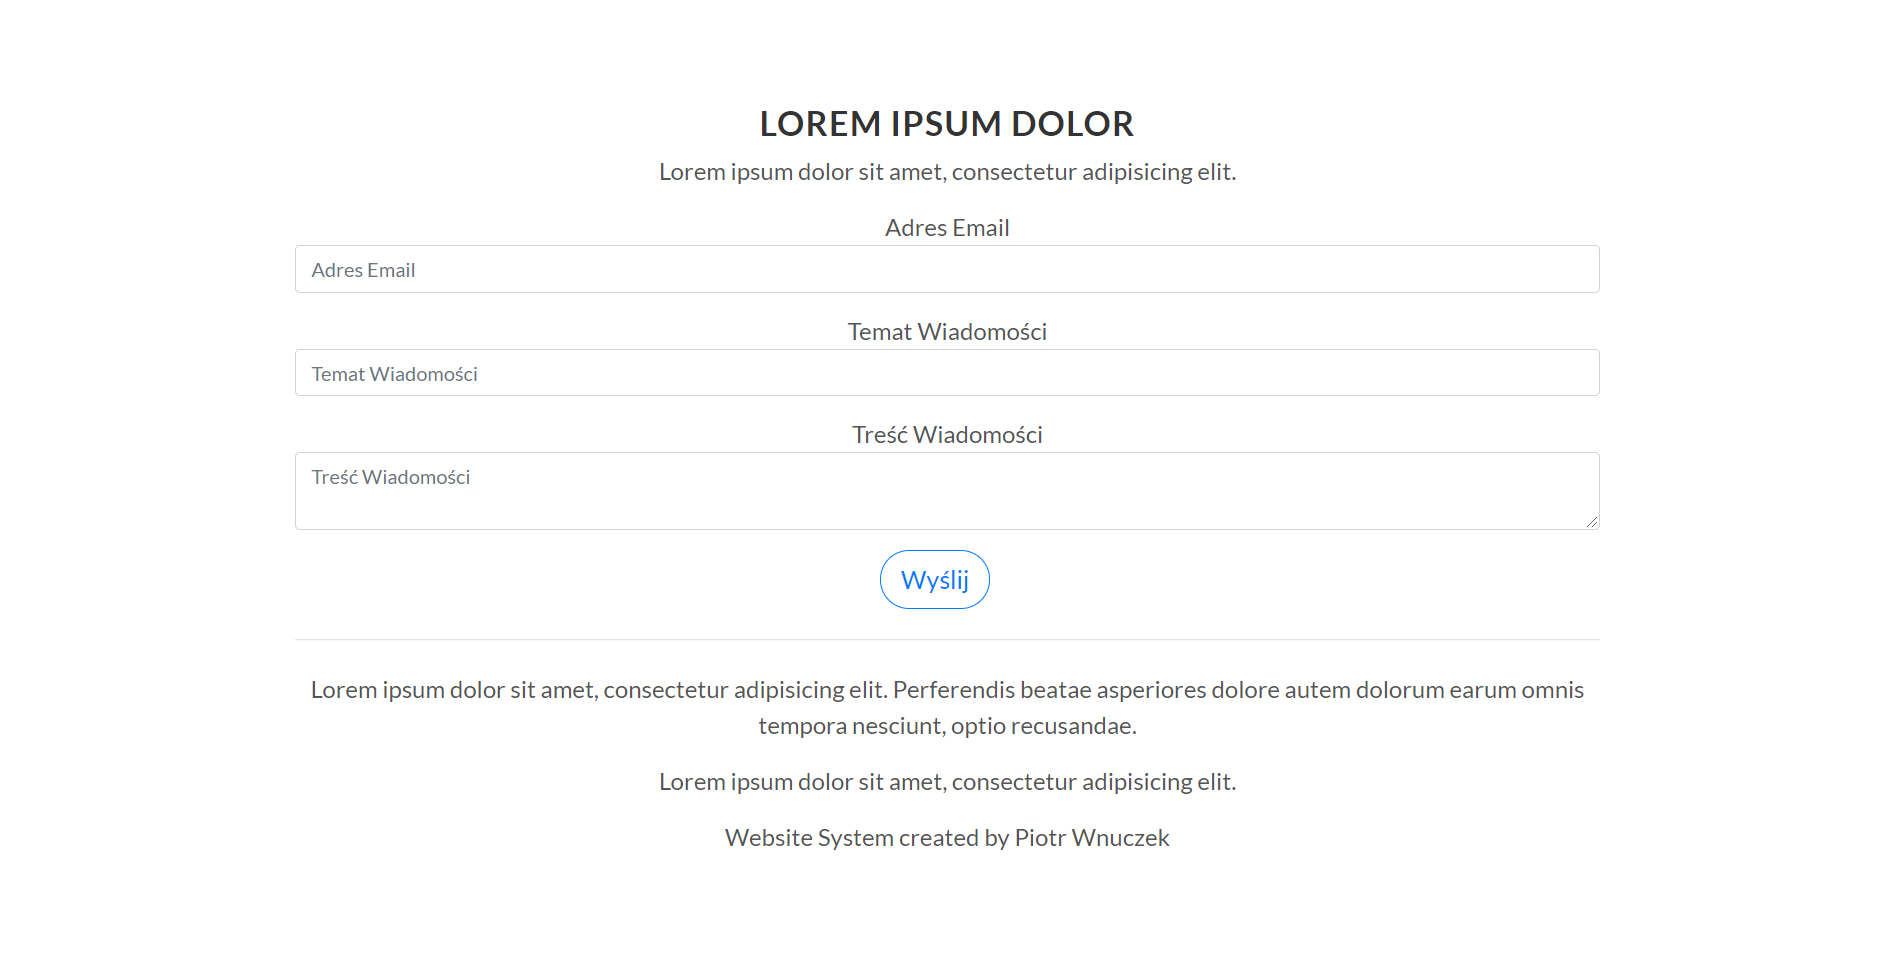 LOREM IPSUM DOLOR
Lorem ipsum dolor sit amet, consectetur adipisicing elit.
Adres Email
Adres Email
Temat Wiadomości
Temat Wiadomości
Treść Wiadomości
Treść Wiadomości
Wyślij
Lorem ipsum dolor sit amet, consectetur adipisicing elit. Perferendis beatae asperiores dolore autem dolorum earum omnis
tempora nesciunt, optio recusandae.
Lorem ipsum dolor sit amet, consectetur adipisicing elit.
Website System created by Piotr Wnuczek